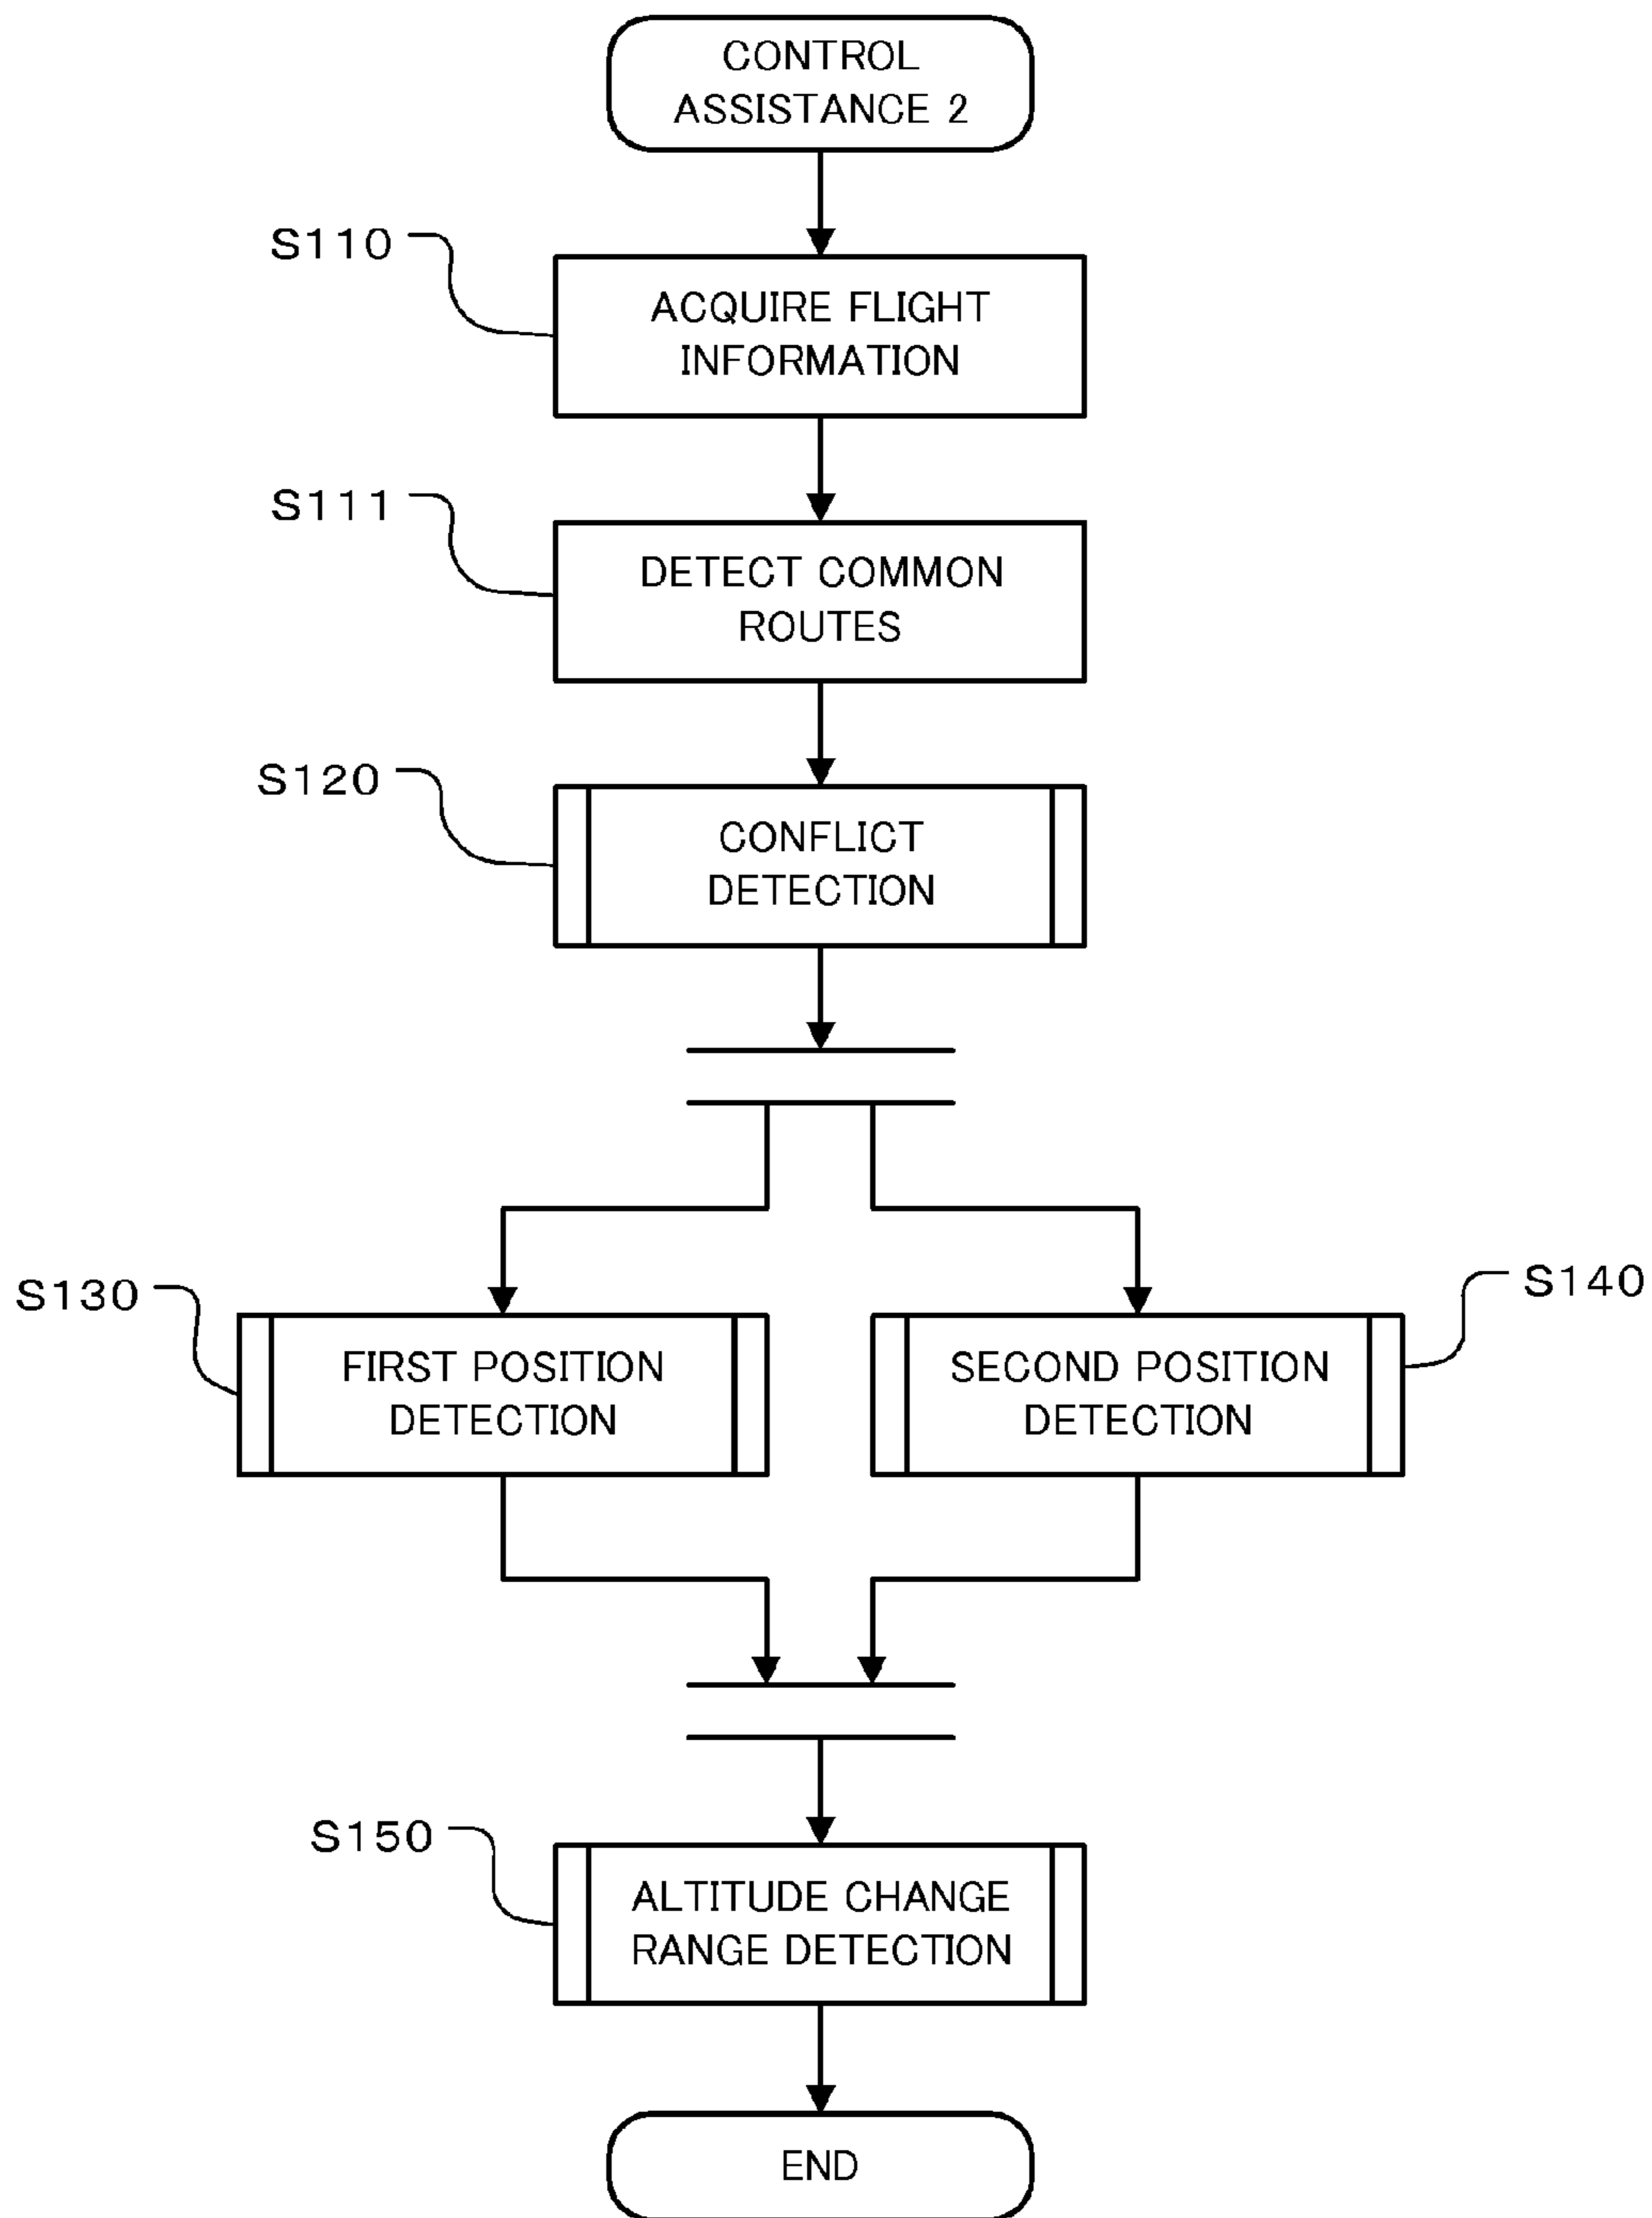 CONTROL
ASSISTANCE 2
S110
ACQUIRE FLIGHT
INFORMATION
S111
DETECT COMMON
ROUTES
S120
CONFLICT
DETECTION
S130
FIRST POSITION
DETECTION
S140
SECOND POSITION
DETECTION
S150
ALTITUDE CHANGE
RANGE DETECTION
END